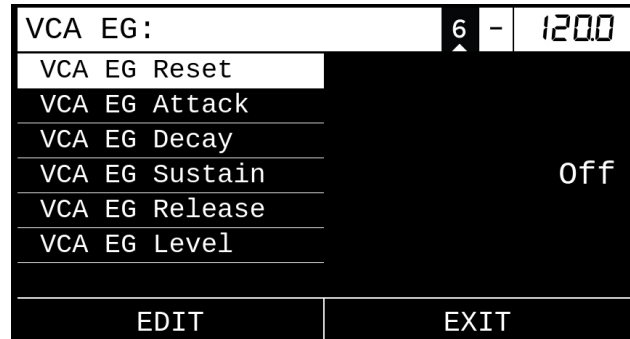 VCA EG: 6 - 120.0
VCA EG Reset
VCA EG Attack
VCA EG Decay
VCA EG Sustain Off
VCA EG Release
VCA EG Level
EDIT EXIT